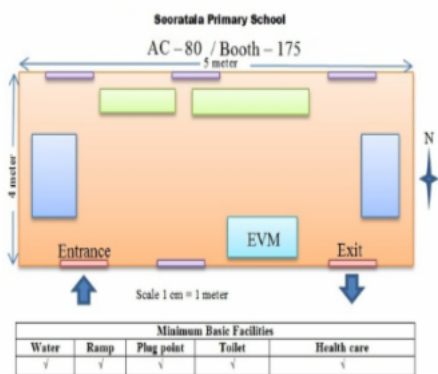 Seoratala Primary School
AC – 80 / Booth – 175
5 meter
4 meter
N
Entrance
EVM
Exit
Scale 1 cm = 1 meter
Minimum Basic Facilities
Water Ramp Plug point Toilet Health care
√ √ √ √ √